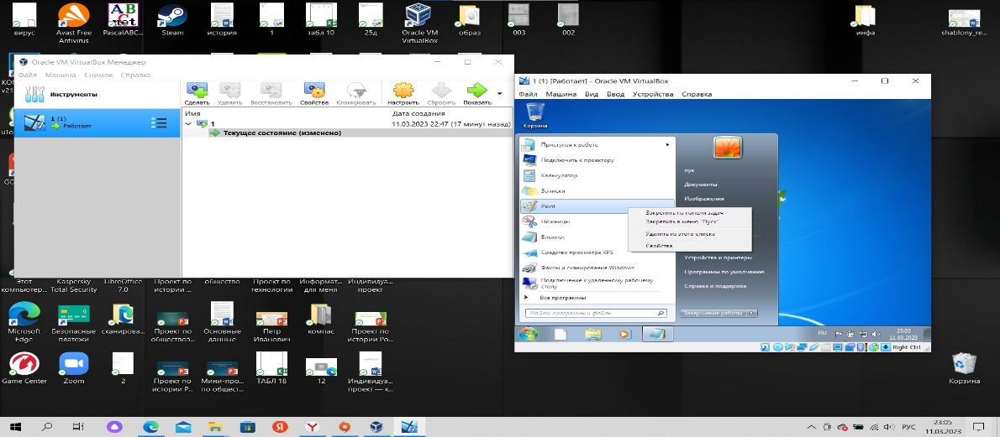 вирус
Avast Free
Antivirus
PascalABC...
Steam
история
1
табл 10
25д
Oracle VM
VirtualBox
образ
003
002
инфа
shablony_re...
Oracle VM VirtualBox Менеджер
Файл Машина Снимок Справка
Инструменты
1 (1)
Работает
Сделать Удалить Восстановить Свойства Клонировать Настроить Сбросить Показать
Имя Дата создания
1 11.03.2023 22:47 (17 минут назад)
Текущее состояние (изменено)
1 (1) [Работает] - Oracle VM VirtualBox
Файл Машина Вид Ввод Устройства Справка
Корзина
Приступая к работе
Подключить к проектору
Калькулятор
Записки
Paint
Ножницы
Блокнот
Средство просмотра XPS
Факсы и сканирование Windows
Подключение к удаленному рабочему
столу
Все программы
Найти программы и файлы
пук
Документы
Изображения
Закрепить на панели задач
Закрепить в меню "Пуск"
Удалить из этого списка
Свойства
Устройства и принтеры
Программы по умолчанию
Справка и поддержка
Завершение работы
RU
23:03
11.03.2023
Right Ctrl
Этот
компьютер...
Kaspersky
Total Security
LibreOffice
7.0
Проект по
истории ...
общество
Проект по
технологии
Информат...
для меня
Индивидуа...
проект
Microsoft
Edge
Безопасные
платежи
сканирова...
Проект по
обществоз...
Основные
данные
Петр
Иванович
компас
Проект по
истории Ро...
Game Center
Zoom
2
Проект по
истории Р...
Мини-про...
по общест...
ТАБЛ 18
12
Индивидуа...
проект — к...
Корзина
РУС
23:05
11.03.2023